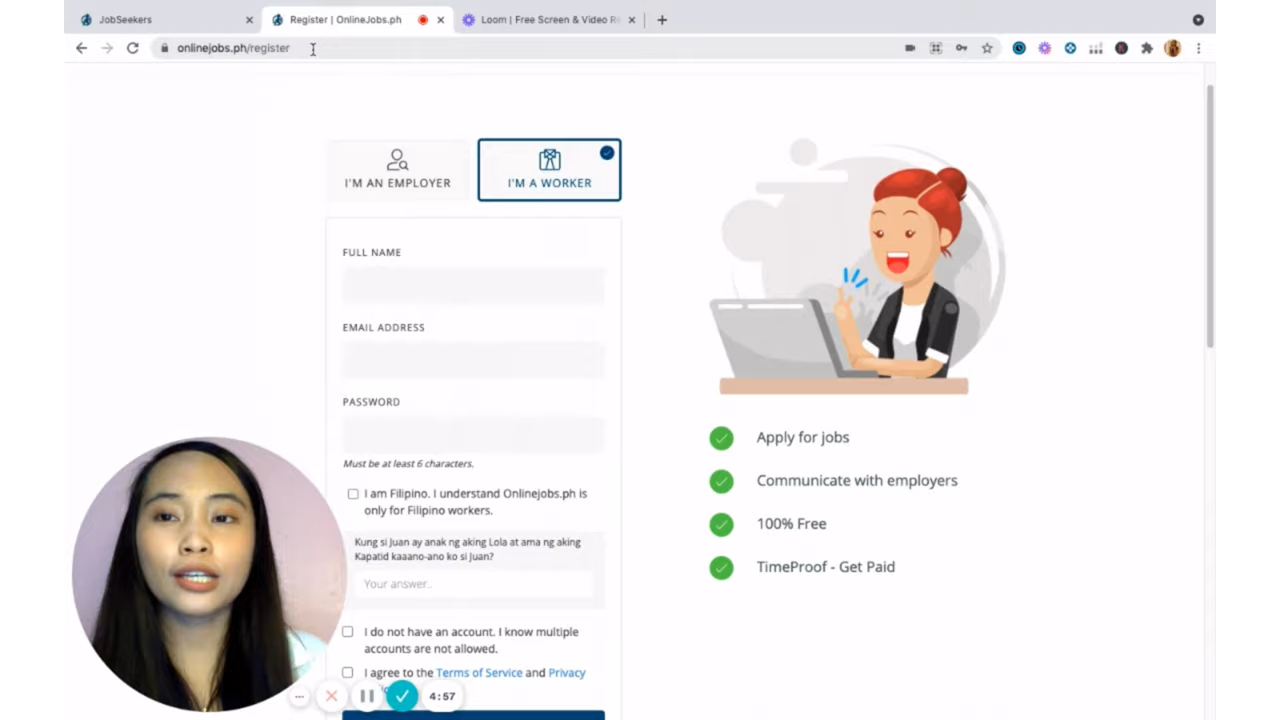 JobSeekers
Register | OnlineJobs.ph
Loom | Free Screen & Video Re
onlinejobs.ph/register
I'M AN EMPLOYER
I'M A WORKER
FULL NAME
EMAIL ADDRESS
PASSWORD
Must be at least 6 characters.
I am Filipino. I understand Onlinejobs.ph is
only for Filipino workers.
Kung si Juan ay anak ng aking Lola at ama ng aking
Kapatid kaaano-ano ko si Juan?
Your answer..
I do not have an account. I know multiple
accounts are not allowed.
I agree to the Terms of Service and Privacy
4:57
Apply for jobs
Communicate with employers
100% Free
TimeProof - Get Paid